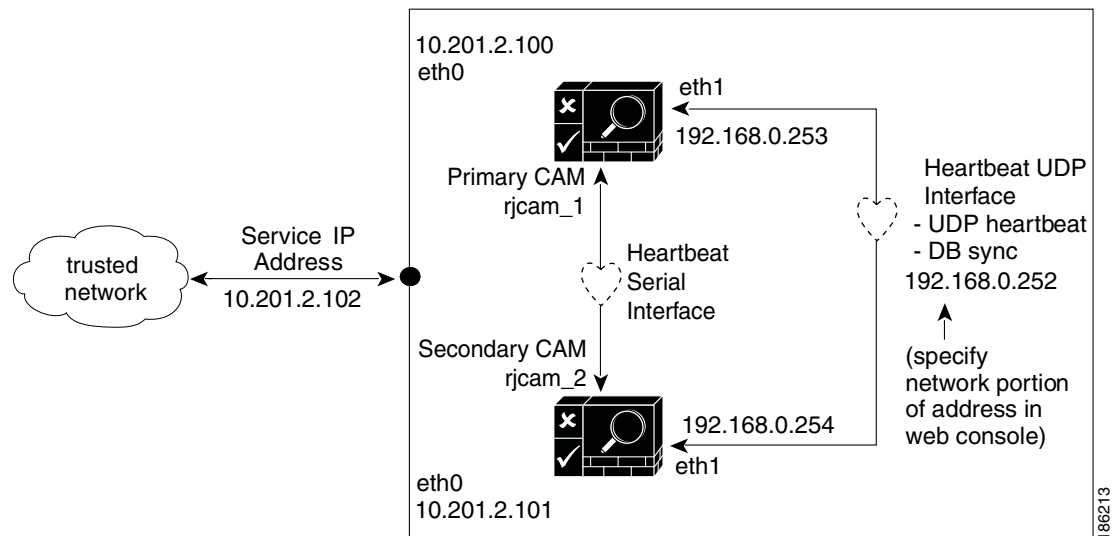 10.201.2.100
eth0
eth1
192.168.0.253
Primary CAM
rjcam_1
Heartbeat UDP
Interface
- UDP heartbeat
- DB sync
192.168.0.252
(specify
network portion
of address in
web console)
trusted
network
Service IP
Address
10.201.2.102
Heartbeat
Serial
Interface
Secondary CAM
rjcam_2
192.168.0.254
eth1
eth0
10.201.2.101
186213